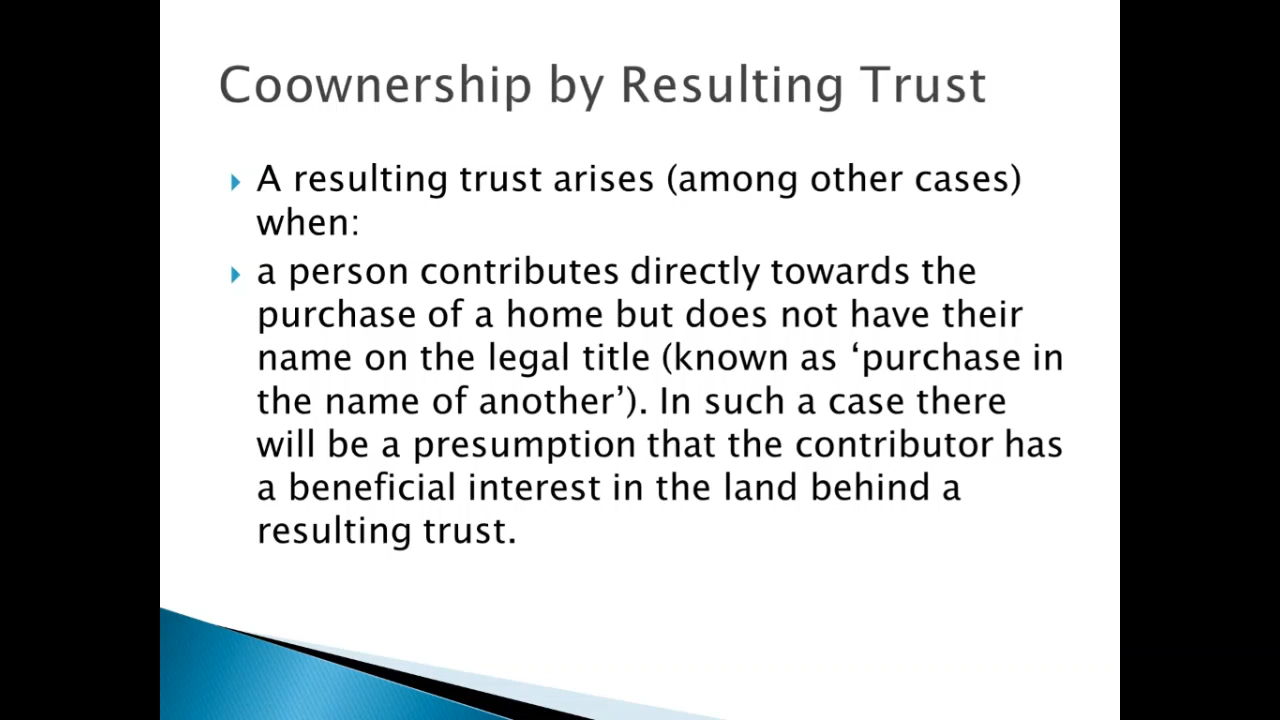 Coownership by Resulting Trust
A resulting trust arises (among other cases)
when:
a person contributes directly towards the
purchase of a home but does not have their
name on the legal title (known as ‘purchase in
the name of another’). In such a case there
will be a presumption that the contributor has
a beneficial interest in the land behind a
resulting trust.